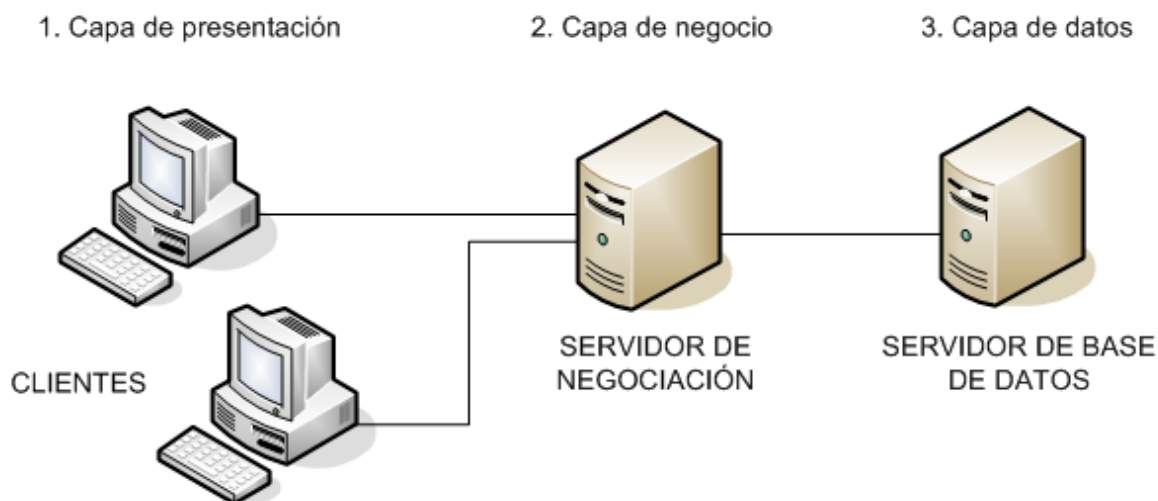 1. Capa de presentación
2. Capa de negocio
3. Capa de datos
CLIENTES
SERVIDOR DE
NEGOCIACIÓN
SERVIDOR DE BASE
DE DATOS